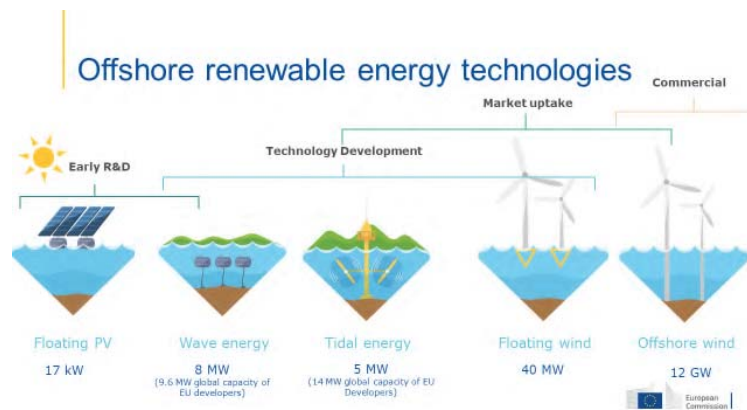 Offshore renewable energy technologies
Commercial
Market uptake
Technology Development
Early R&D
Floating PV
17 kW
Wave energy
8 MW
(9.6 MW global capacity of
EU developers)
Tidal energy
5 MW
(14 MW global capacity of EU
Developers)
Floating wind
40 MW
Offshore wind
12 GW
European
Commission